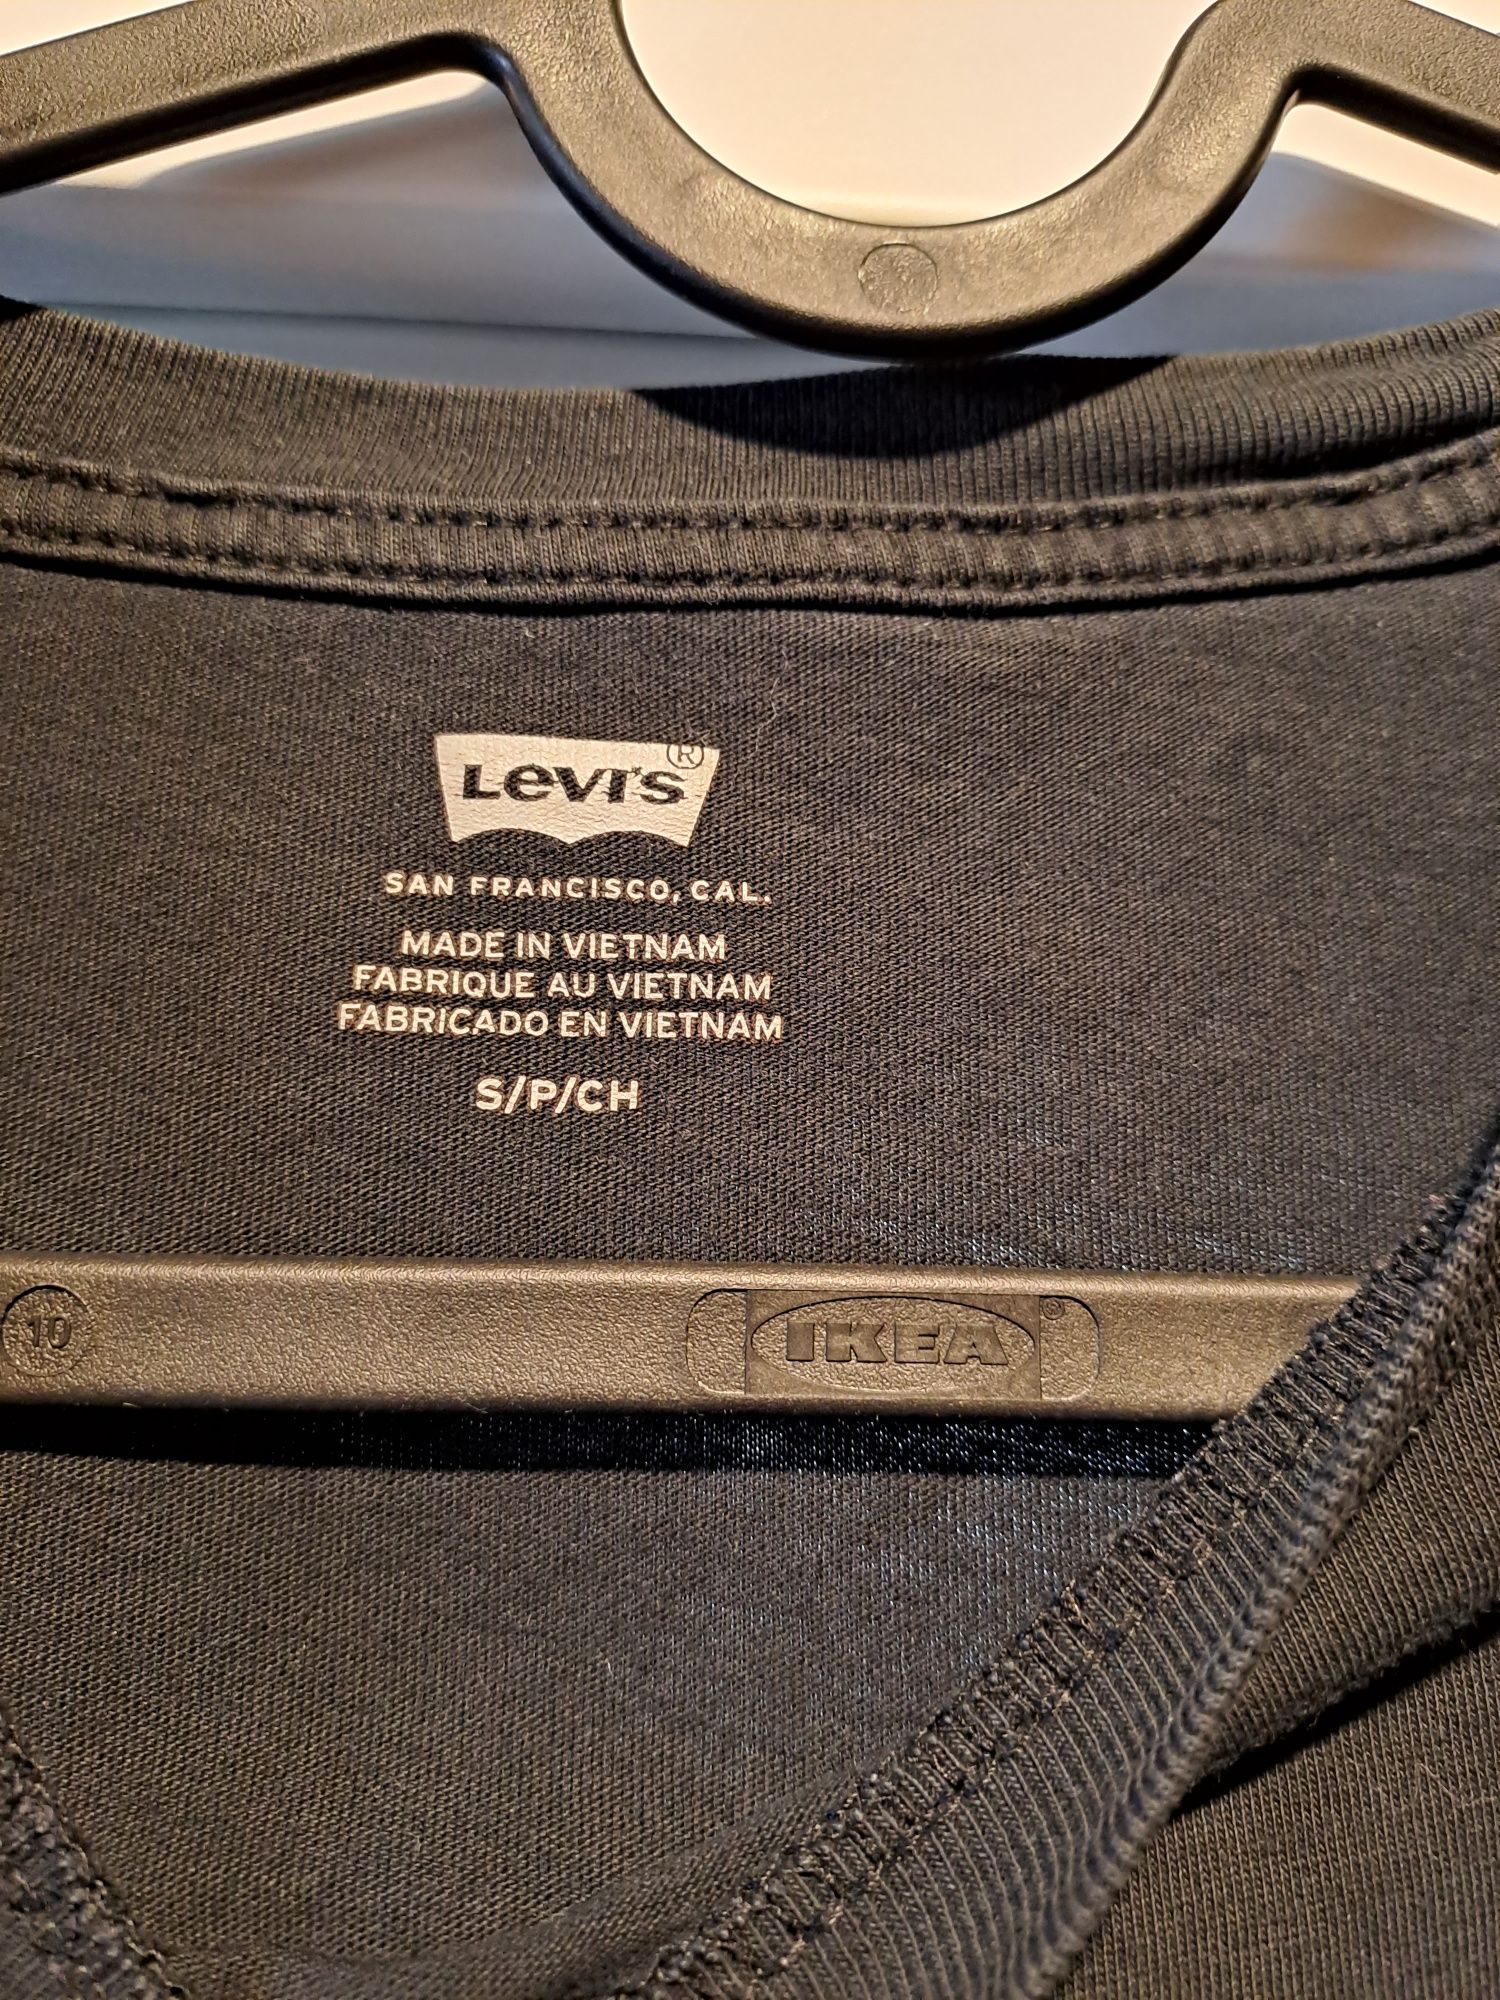 LEVI'S ®
SAN FRANCISCO, CAL.
MADE IN VIETNAM
FABRIQUE AU VIETNAM
FABRICADO EN VIETNAM
S/P/CH
10
IKEA ®